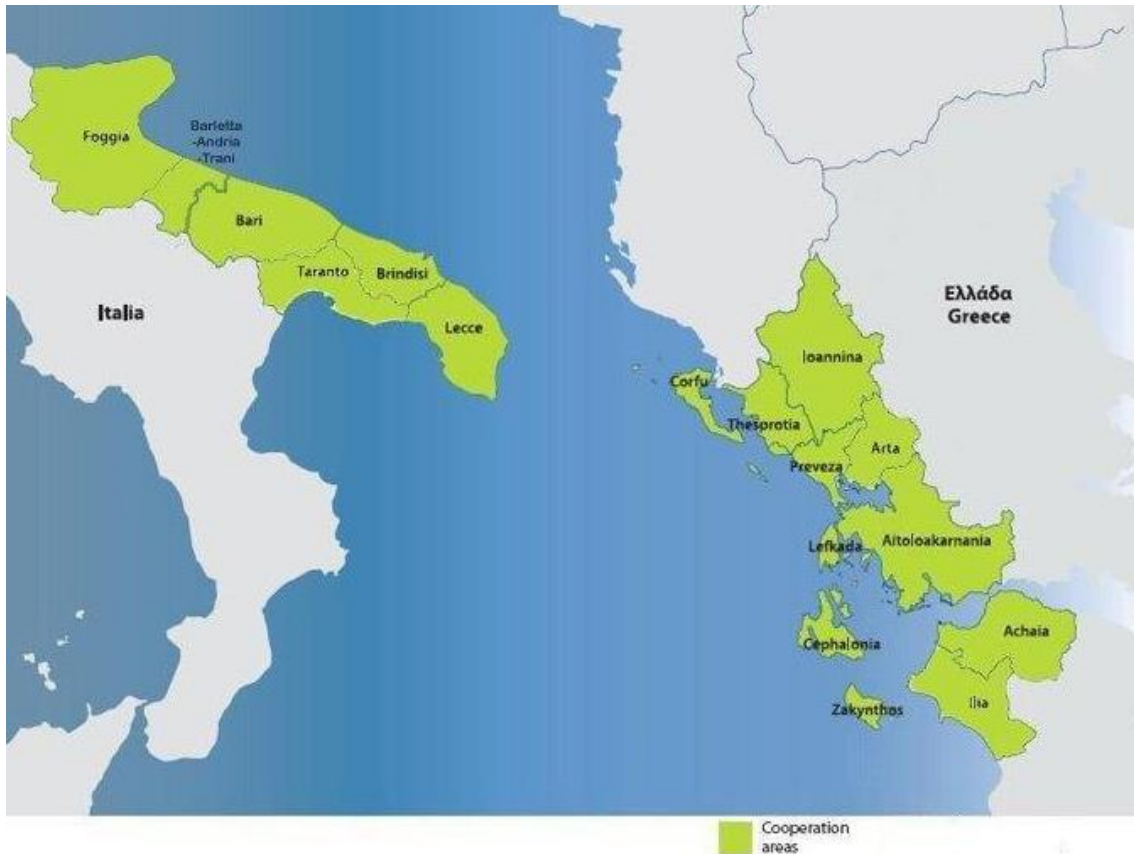 Foggia
Barletta
-Andria
-Trani
Bari
Taranto
Brindisi
Lecce
Italia
Ελλάδα
Greece
Ioannina
Corfu
Thesprotia
Arta
Preveza
Lefkada
Aitoloakarnania
Cephalonia
Achaia
Zakynthos
Ilia
Cooperation
areas